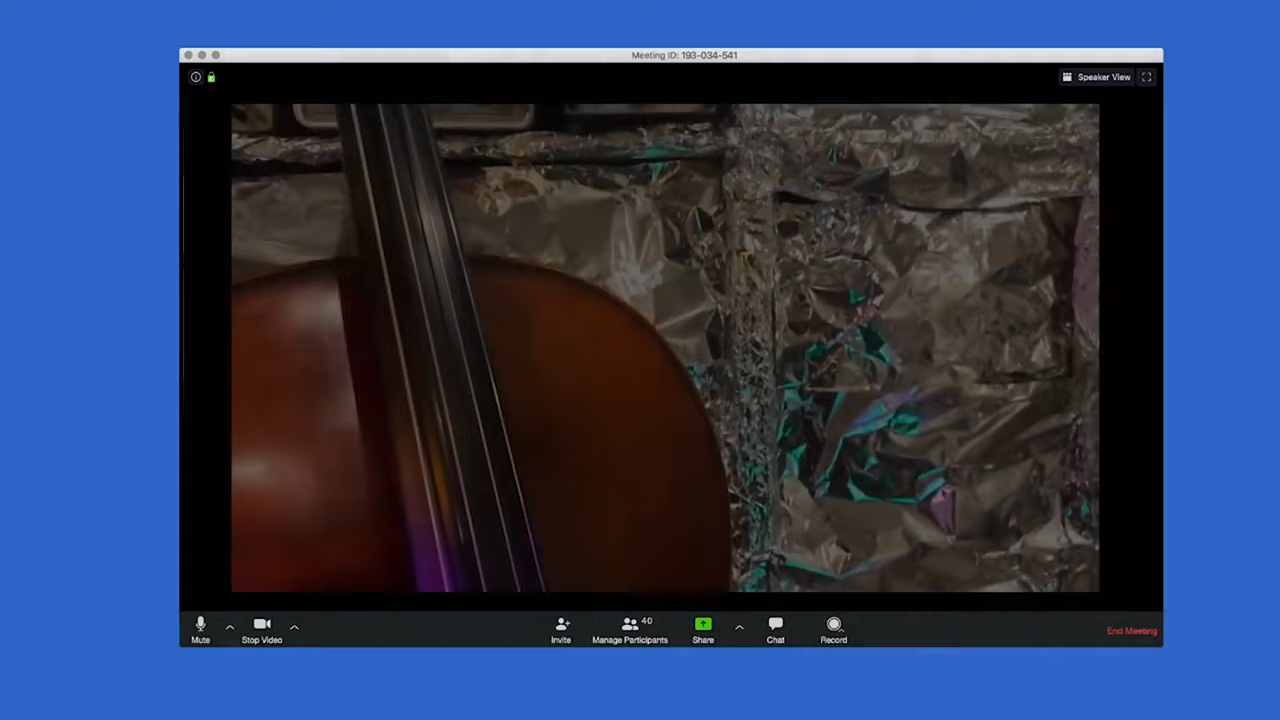 Meeting ID: 193-034-541
Speaker View
Mute
Stop Video
Invite
40
Manage Participants
Share
Chat
Record
End Meeting